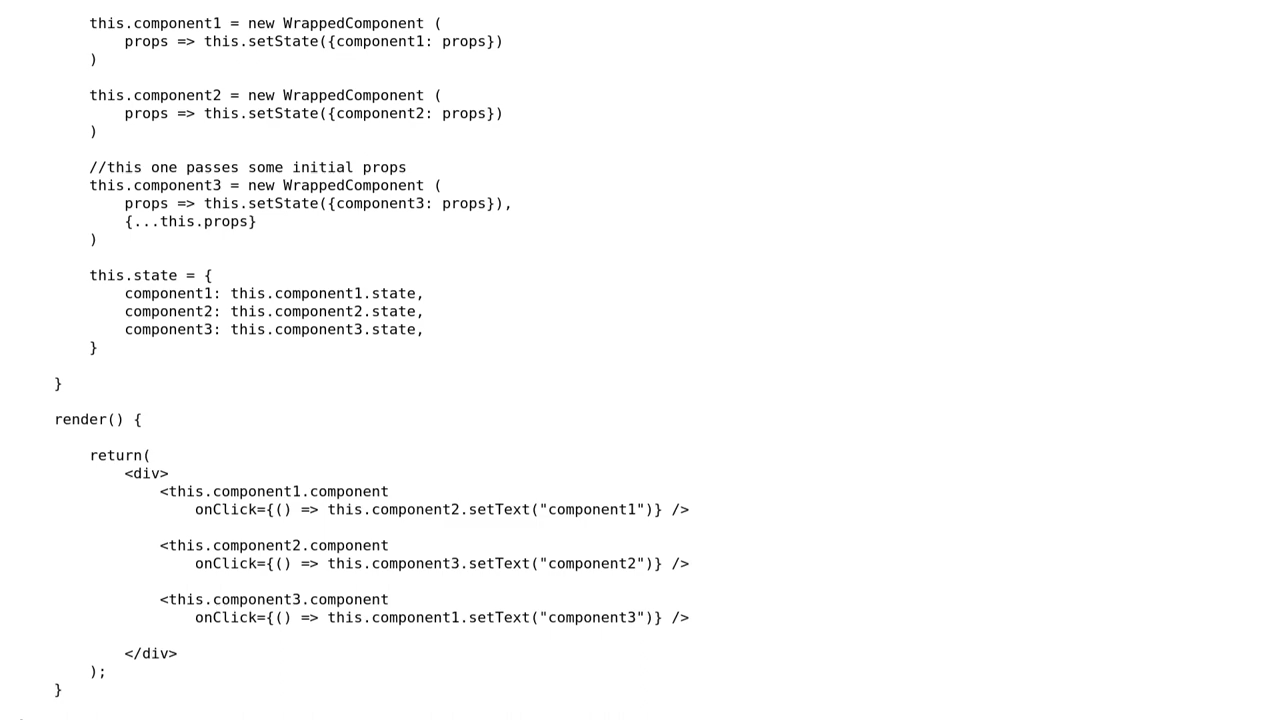 this.component1 = new WrappedComponent (
props => this.setState({component1: props})
)
this.component2 = new WrappedComponent (
props => this.setState({component2: props})
)
//this one passes some initial props
this.component3 = new WrappedComponent (
props => this.setState({component3: props}),
{...this.props}
)
this.state = {
component1: this.component1.state,
component2: this.component2.state,
component3: this.component3.state,
}
}
render() {
return(
<div>
<this.component1.component
onClick={() => this.component2.setText("component1")} />
<this.component2.component
onClick={() => this.component3.setText("component2")} />
<this.component3.component
onClick={() => this.component1.setText("component3")} />
</div>
);
}